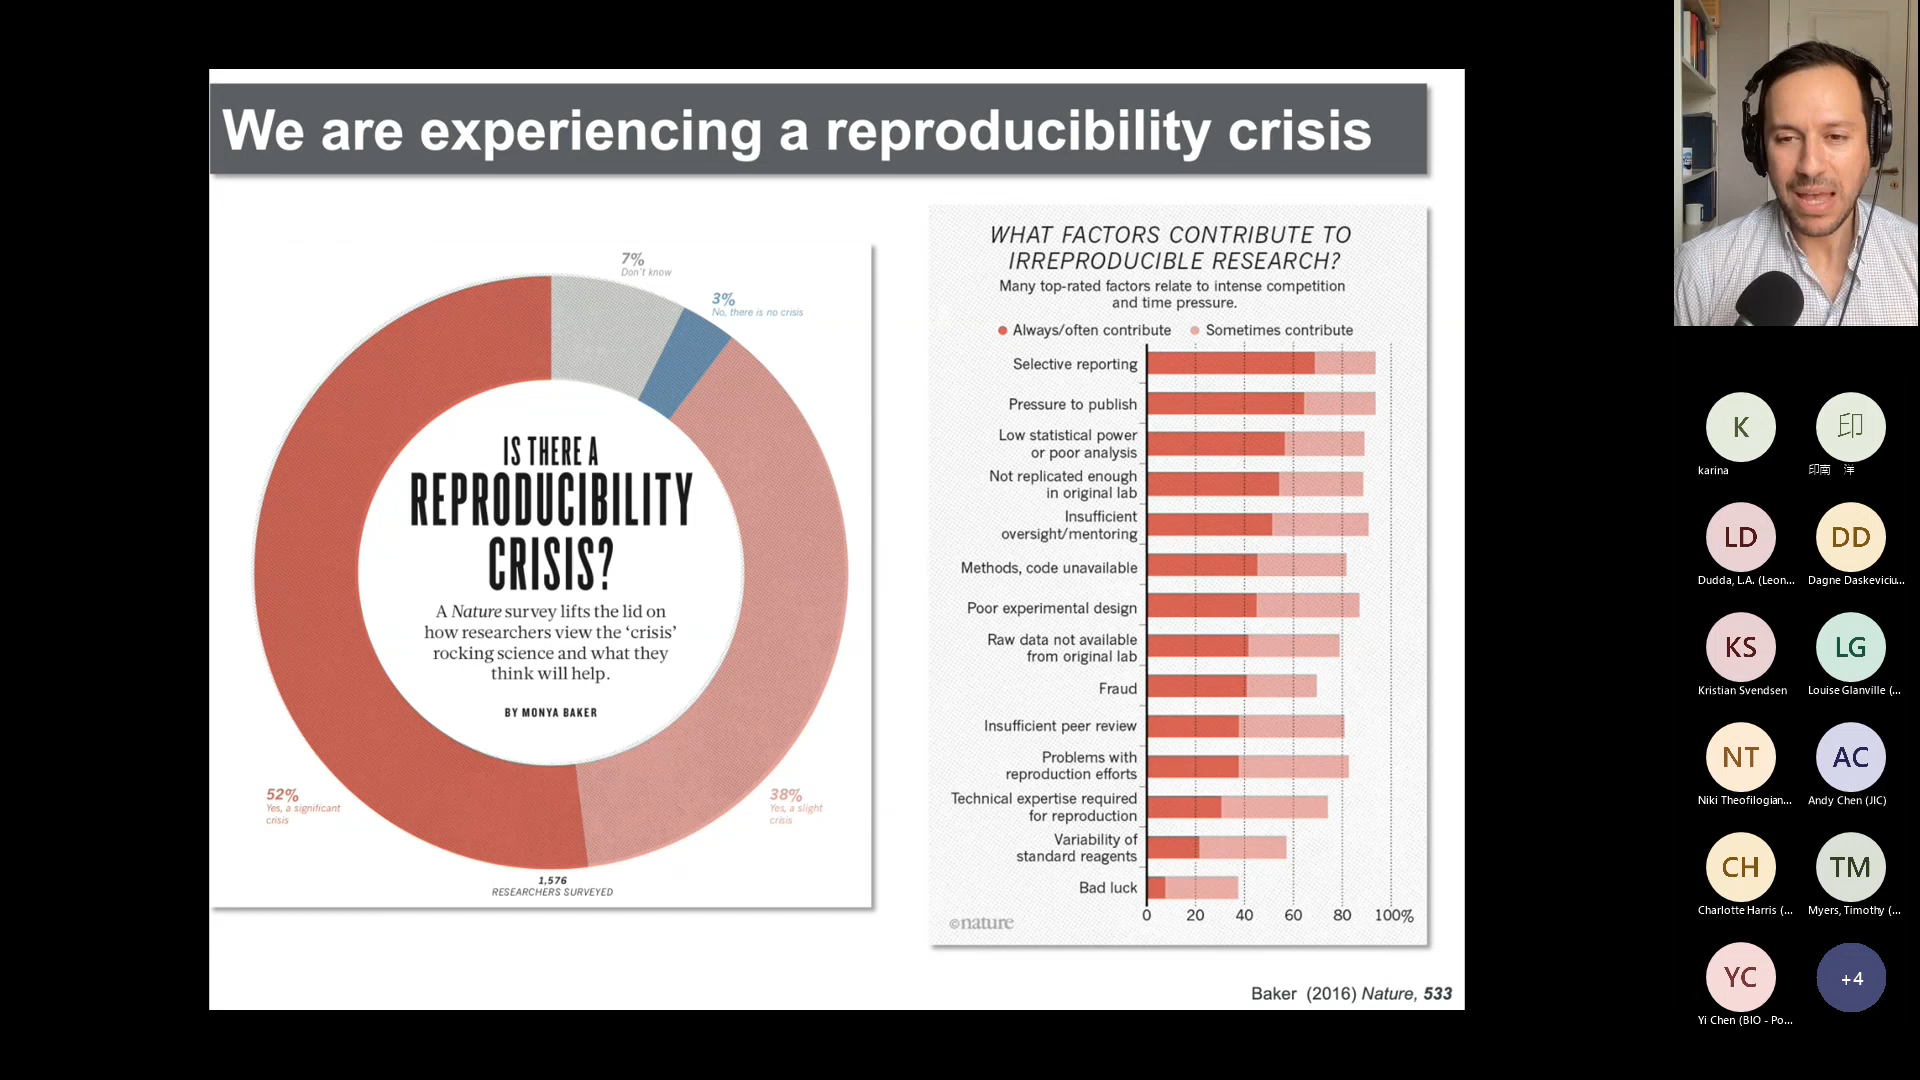 We are experiencing a reproducibility crisis
7%
Don't know
3%
No, there is no crisis
IS THERE A
REPRODUCIBILITY
CRISIS?
A Nature survey lifts the lid on
how researchers view the ‘crisis’
rocking science and what they
think will help.
BY MONYA BAKER
52%
Yes, a significant
crisis
38%
Yes, a slight
crisis
1,576
RESEARCHERS SURVEYED
WHAT FACTORS CONTRIBUTE TO
IRREPRODUCIBLE RESEARCH?
Many top-rated factors relate to intense competition
and time pressure.
Always/often contribute
Sometimes contribute
Selective reporting
Pressure to publish
Low statistical power
or poor analysis
Not replicated enough
in original lab
Insufficient
oversight/mentoring
Methods, code unavailable
Poor experimental design
Raw data not available
from original lab
Fraud
Insufficient peer review
Problems with
reproduction efforts
Technical expertise required
for reproduction
Variability of
standard reagents
Bad luck
0 20 40 60 80 100%
©nature
Baker (2016) Nature, 533
K
karina
印
印南 洋
LD
Dudda, L.A. (Leon...
DD
Dagne Daskeviciu...
KS
Kristian Svendsen
LG
Louise Glanville (...
NT
Niki Theofilogian...
AC
Andy Chen (JIC)
CH
Charlotte Harris (...
TM
Myers, Timothy (...
YC
Yi Chen (BIO - Po...
+4